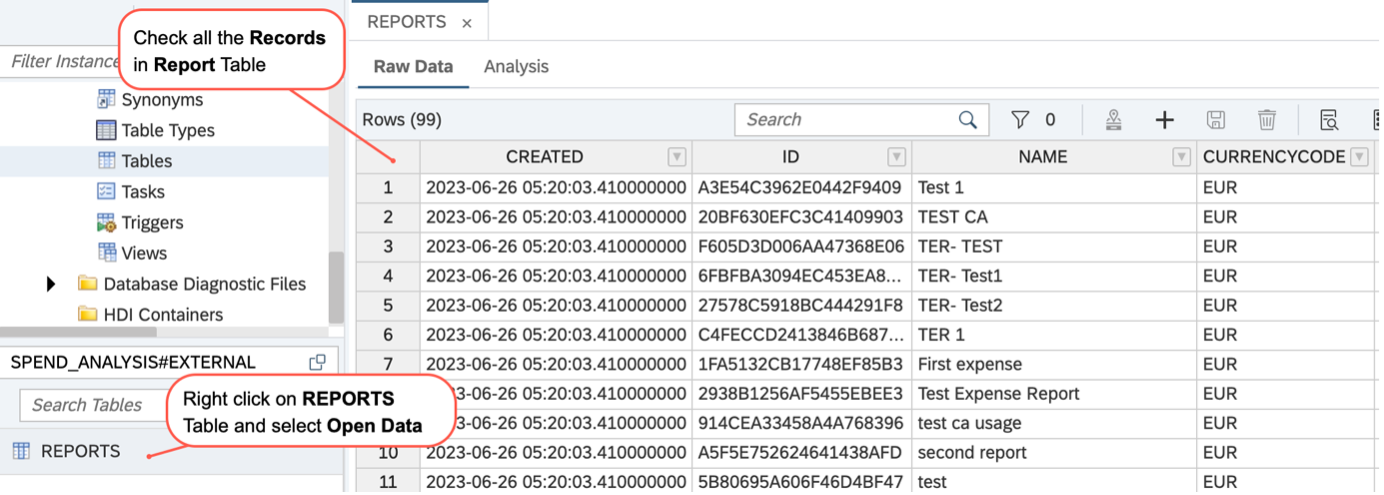 REPORTS ×
Check all the Records
in Report Table
Filter Instance
Raw Data Analysis
Synonyms
Table Types
Tables
Tasks
Triggers
Views
Database Diagnostic Files
HDI Containers
Rows (99) Search 0
CREATED ID NAME CURRENCYCODE
1 2023-06-26 05:20:03.410000000 A3E54C3962E0442F9409 Test 1 EUR
2 2023-06-26 05:20:03.410000000 20BF630EFC3C41409903 TEST CA EUR
3 2023-06-26 05:20:03.410000000 F605D3D006AA47368E06 TER- TEST EUR
4 2023-06-26 05:20:03.410000000 6FBFBA3094EC453EA8... TER- Test1 EUR
5 2023-06-26 05:20:03.410000000 27578C5918BC444291F8 TER- Test2 EUR
6 2023-06-26 05:20:03.410000000 C4FECCD2413846B687... TER 1 EUR
7 2023-06-26 05:20:03.410000000 1FA5132CB17748EF85B3 First expense EUR
3-06-26 05:20:03.410000000 2938B1256AF5455EBEE3 Test Expense Report EUR
3-06-26 05:20:03.410000000 914CEA33458A4A768396 test ca usage EUR
10 2023-06-26 05:20:03.410000000 A5F5E752624641438AFD second report EUR
11 2023-06-26 05:20:03.410000000 5B80695A606F46D4BF47 test EUR
SPEND_ANALYSIS#EXTERNAL
Search Tables
Right click on REPORTS
Table and select Open Data
REPORTS